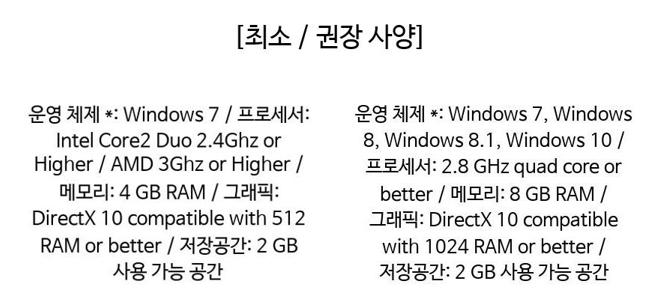 [최소 / 권장 사양]
운영 체제 *: Windows 7 / 프로세서:
Intel Core2 Duo 2.4Ghz or
Higher / AMD 3Ghz or Higher /
메모리: 4 GB RAM / 그래픽:
DirectX 10 compatible with 512
RAM or better / 저장공간: 2 GB
사용 가능 공간
운영 체제 *: Windows 7, Windows
8, Windows 8.1, Windows 10 /
프로세서: 2.8 GHz quad core or
better / 메모리: 8 GB RAM /
그래픽: DirectX 10 compatible
with 1024 RAM or better /
저장공간: 2 GB 사용 가능 공간